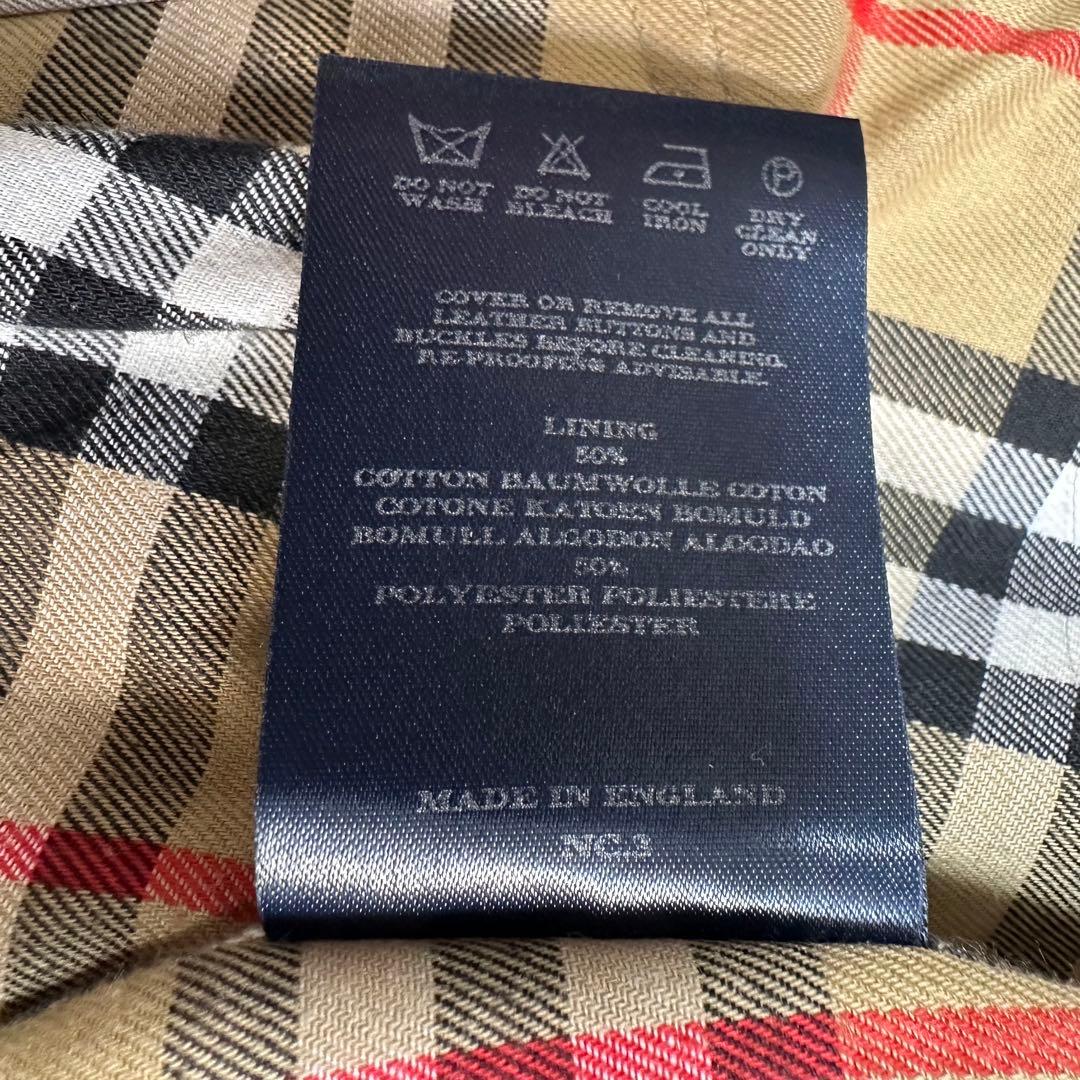 DO NOT WASH
DO NOT BLEACH
COOL IRON
P
DRY CLEAN ONLY
COVER OR REMOVE ALL
LEATHER BUTTONS AND
BUCKLES BEFORE CLEANING.
RE-PROOFING ADVISABLE.
LINING
50%
COTTON BAUMWOLLE COTON
COTONE KATOEN BOMULD
BOMULL ALGODON ALGODAO
50%
POLYESTER POLIESTERE
POLIESTER
MADE IN ENGLAND
NC.3